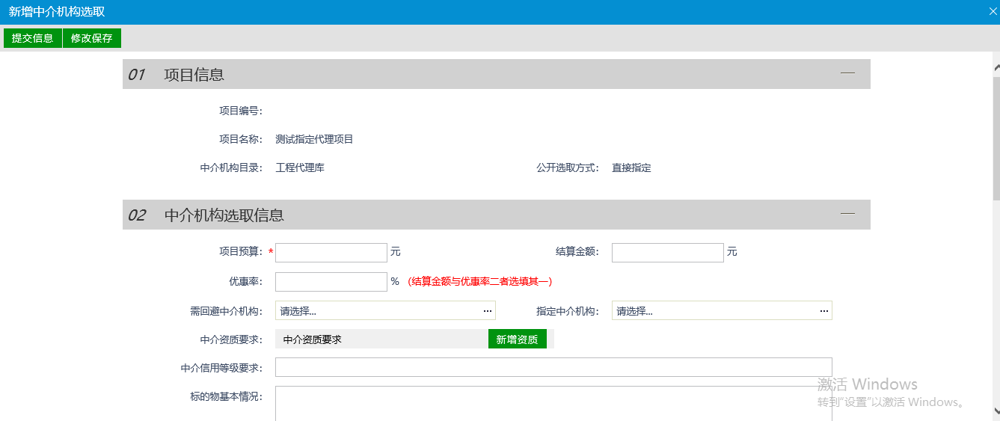 新增中介机构选取
提交信息 修改保存
01 项目信息
项目编号:
项目名称: 测试指定代理项目
中介机构目录: 工程代理库 公开选取方式: 直接指定
02 中介机构选取信息
项目预算: * 元 结算金额: 元
优惠率: % (结算金额与优惠率二者选填其一)
需回避中介机构: 请选择... ... 指定中介机构: 请选择... ...
中介资质要求: 中介资质要求 新增资质
中介信用等级要求:
标的物基本情况:
激活 Windows
转到“设置”以激活 Windows。